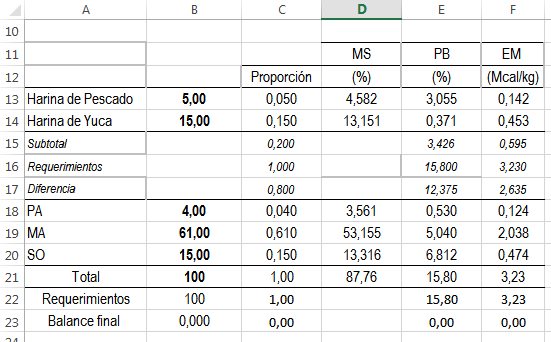 A B C D E F
10
11 MS PB EM
12 Proporción (%) (%) (Mcal/kg)
13 Harina de Pescado 5,00 0,050 4,582 3,055 0,142
14 Harina de Yuca 15,00 0,150 13,151 0,371 0,453
15 Subtotal 0,200 3,426 0,595
16 Requerimientos 1,000 15,800 3,230
17 Diferencia 0,800 12,375 2,635
18 PA 4,00 0,040 3,561 0,530 0,124
19 MA 61,00 0,610 53,155 5,040 2,038
20 SO 15,00 0,150 13,316 6,812 0,474
21 Total 100 1,00 87,76 15,80 3,23
22 Requerimientos 100 1,00 15,80 3,23
23 Balance final 0,000 0,00 0,00 0,00